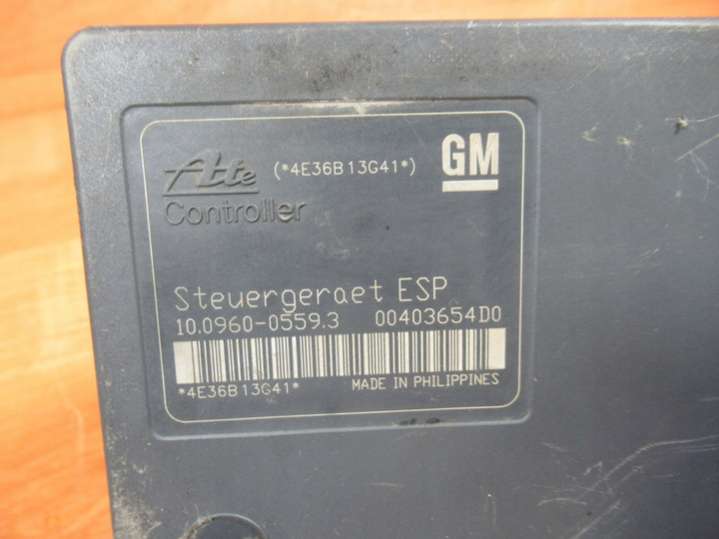 Ate (*4E36B13G41*) GM
Controller
Steuergeraet ESP
10.0960-0559.3 00403654D0
*4E36B13G41* MADE IN PHILIPPINES